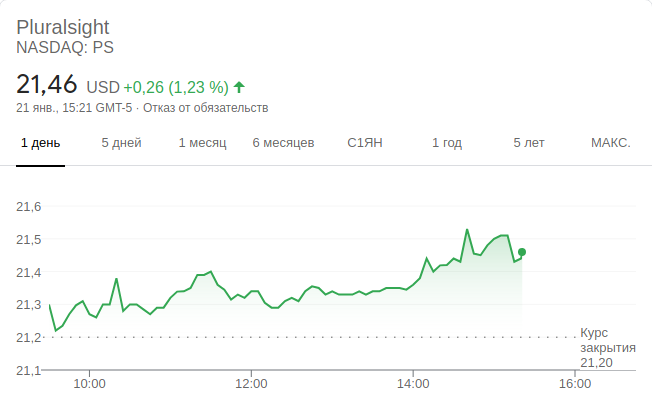 Pluralsight
NASDAQ: PS
21,46 USD +0,26 (1,23 %)
21 янв., 15:21 GMT-5 · Отказ от обязательств
1 день 5 дней 1 месяц 6 месяцев С1ЯН 1 год 5 лет МАКС.
21,6
21,5
21,4
21,3
21,2
21,1
Курс
закрытия
21,20
10:00 12:00 14:00 16:00